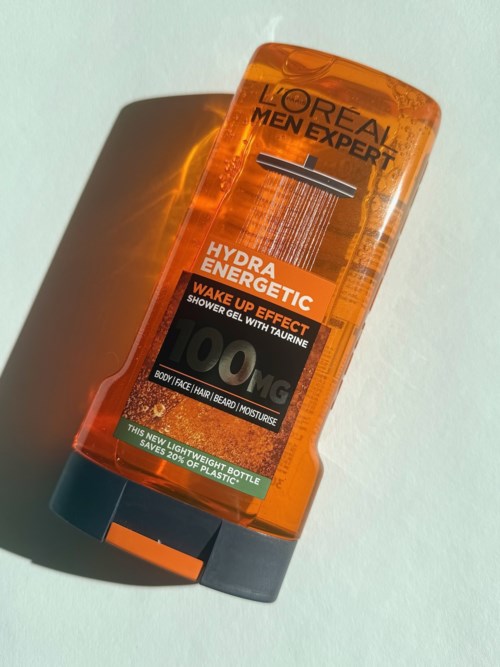 L'ORÉAL
MEN EXPERT
HYDRA
ENERGETIC
WAKE UP EFFECT
SHOWER GEL WITH TAURINE
100MG
BODY | FACE | HAIR | BEARD | MOISTURISE
THIS NEW LIGHTWEIGHT BOTTLE
SAVES 20% OF PLASTIC*